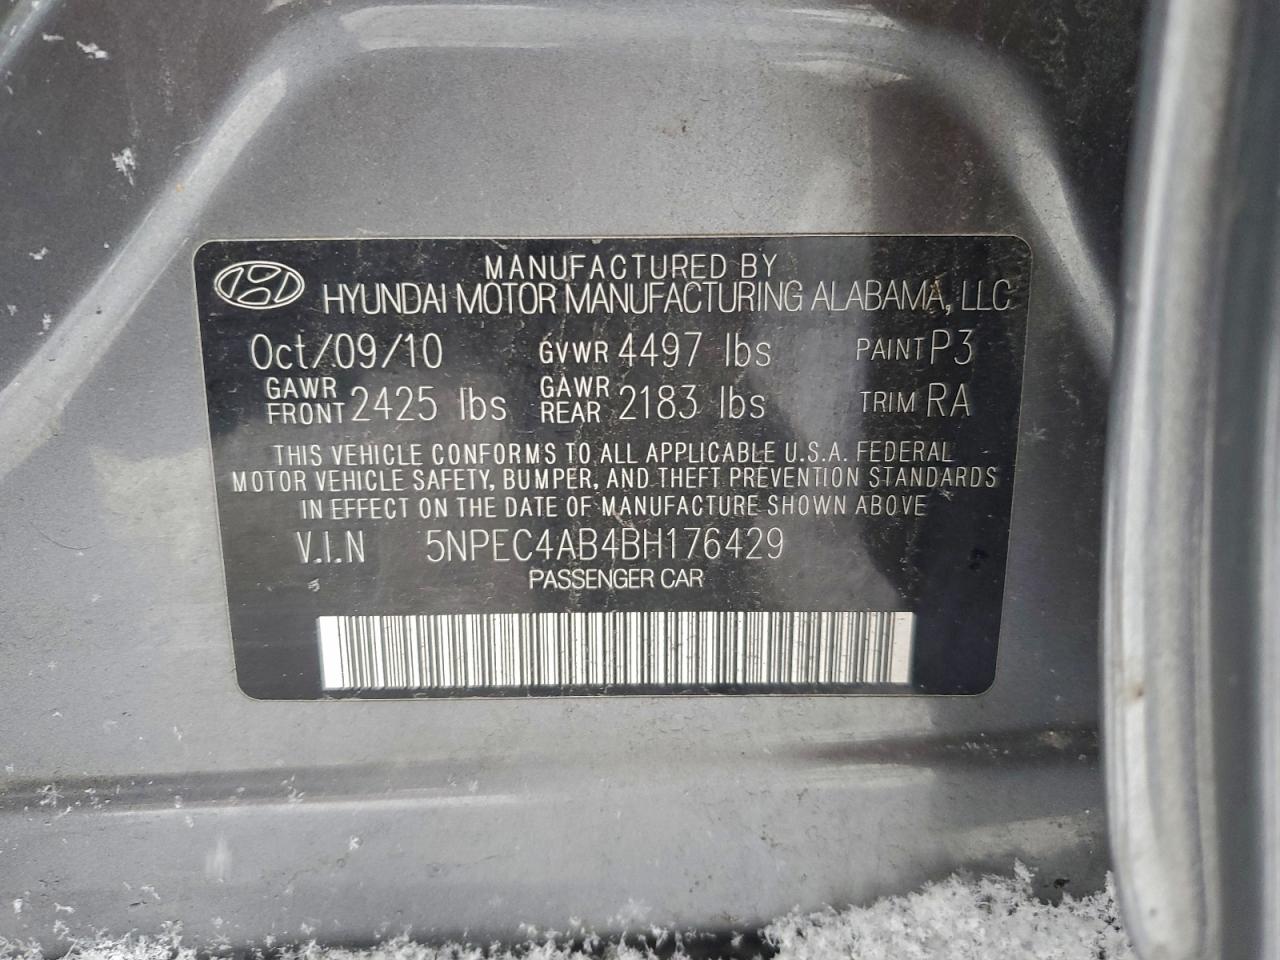 MANUFACTURED BY
HYUNDAI MOTOR MANUFACTURING ALABAMA, LLC
Oct/09/10 GVWR 4497 lbs PAINT P3
GAWR FRONT 2425 lbs GAWR REAR 2183 lbs TRIM RA
THIS VEHICLE CONFORMS TO ALL APPLICABLE U.S.A. FEDERAL
MOTOR VEHICLE SAFETY, BUMPER, AND THEFT PREVENTION STANDARDS
IN EFFECT ON THE DATE OF MANUFACTURE SHOWN ABOVE
V.I.N 5NPEC4AB4BH176429
PASSENGER CAR